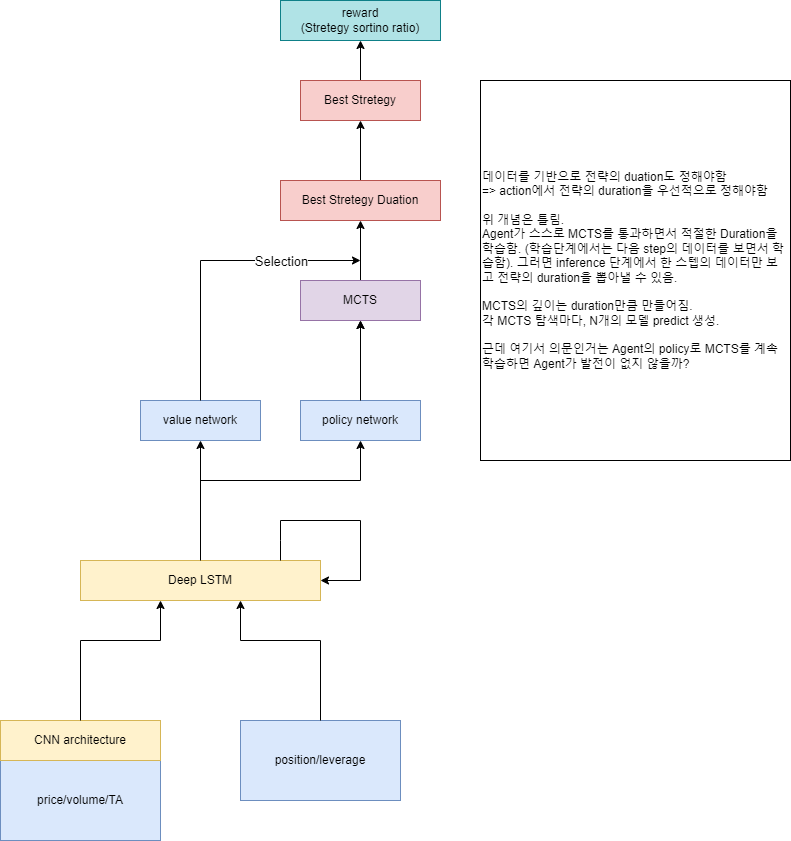 reward
(Stretegy sortino ratio)
Best Stretegy
Best Stretegy Duation
Selection
MCTS
value network
policy network
Deep LSTM
CNN architecture
position/leverage
price/volume/TA
데이터를 기반으로 전략의 duation도 정해야함
=> action에서 전략의 duration을 우선적으로 정해야함
위 개념은 틀림.
Agent가 스스로 MCTS를 통과하면서 적절한 Duration을
학습함. (학습단계에서는 다음 step의 데이터를 보면서 학
습함). 그러면 inference 단계에서 한 스텝의 데이터만 보
고 전략의 duration을 뽑아낼 수 있음.
MCTS의 깊이는 duration만큼 만들어짐.
각 MCTS 탐색마다, N개의 모델 predict 생성.
근데 여기서 의문인거는 Agent의 policy로 MCTS를 계속
학습하면 Agent가 발전이 없지 않을까?